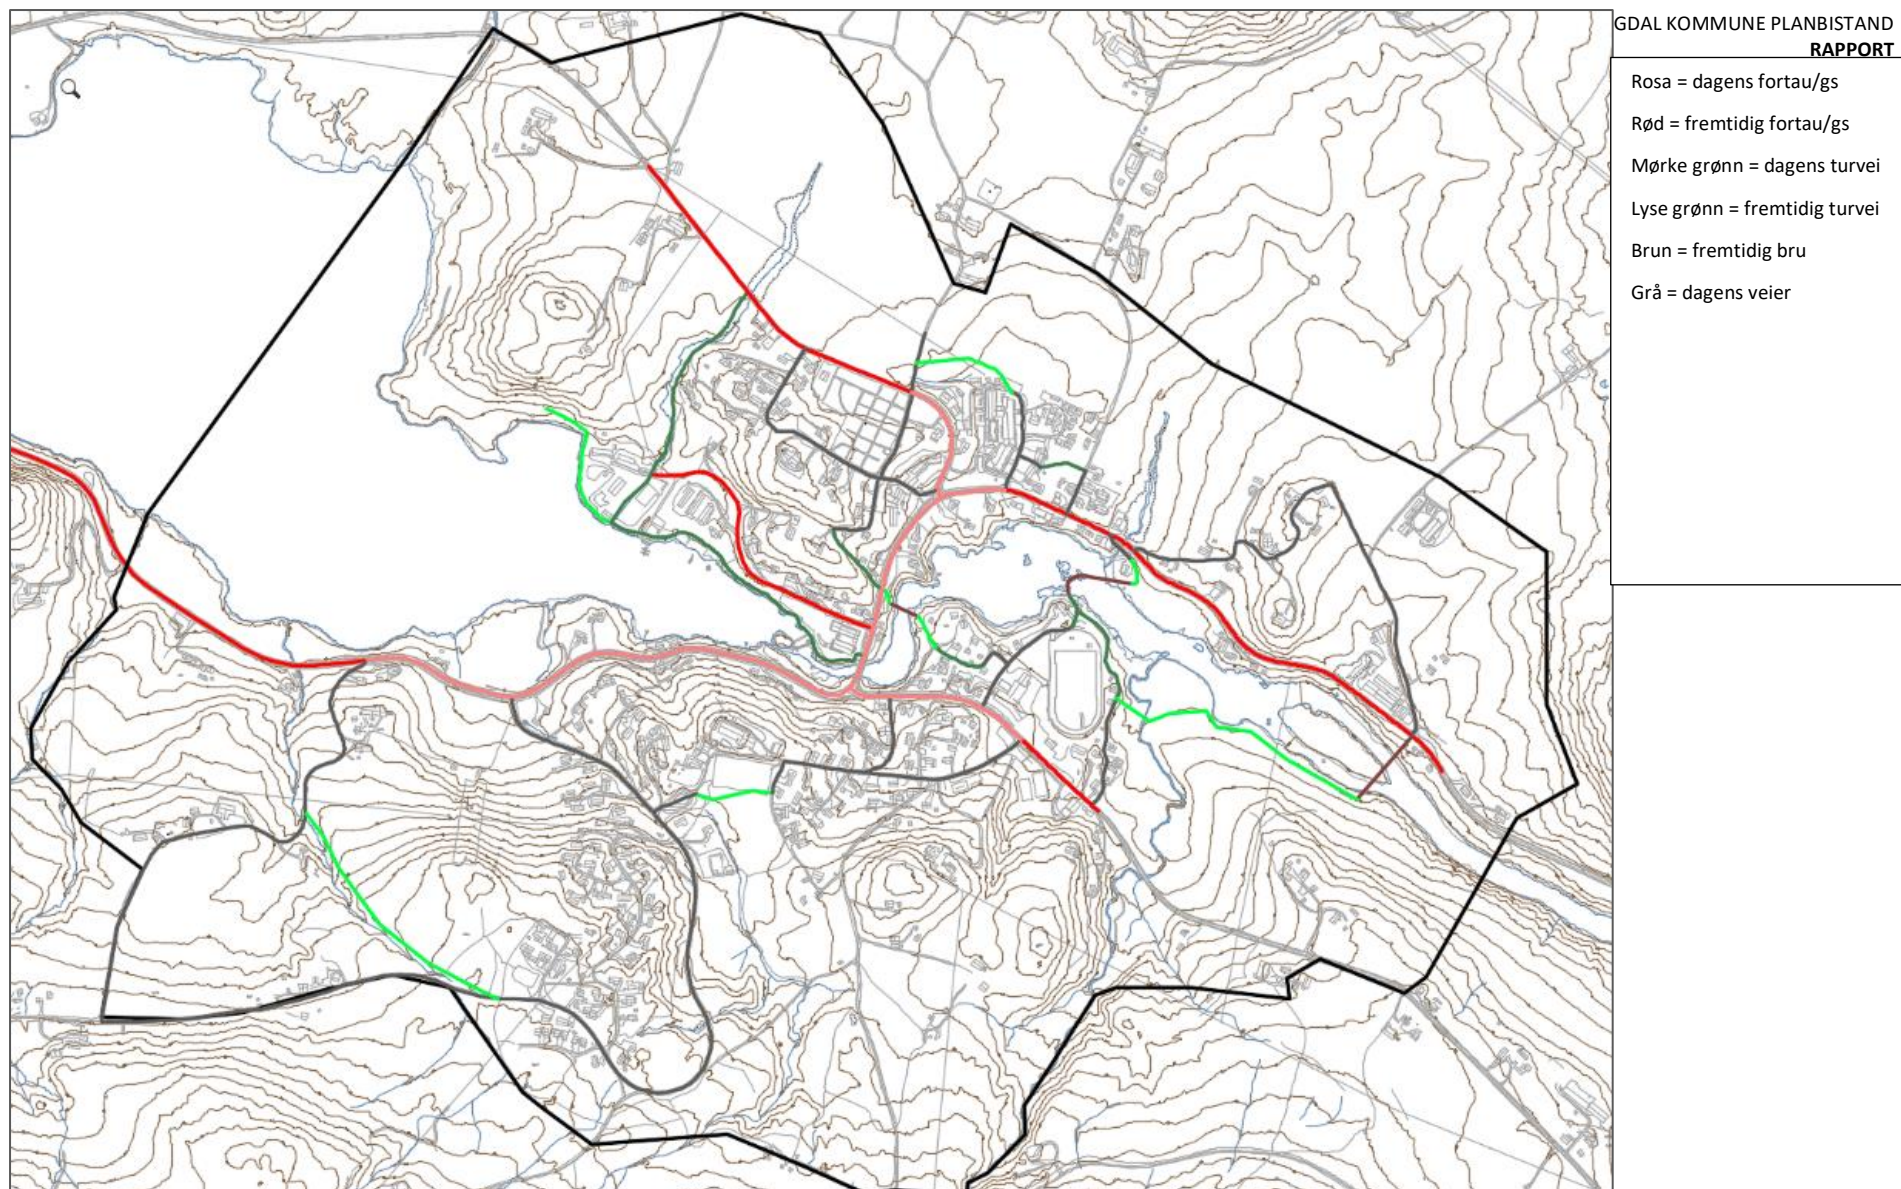 GDAL KOMMUNE PLANBISTAND
RAPPORT
Rosa = dagens fortau/gs
Rød = fremtidig fortau/gs
Mørke grønn = dagens turvei
Lyse grønn = fremtidig turvei
Brun = fremtidig bru
Grå = dagens veier